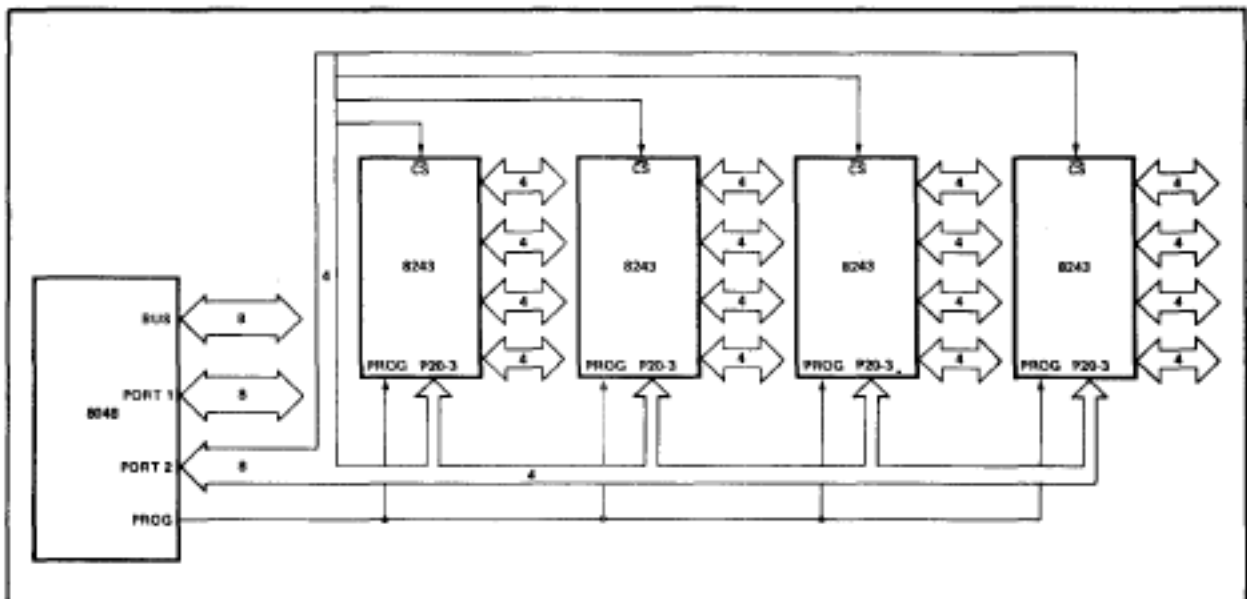 CS CS CS CS
4 4 4 4
4 4 4 4
8243 8243 8243 8243
4
4 4 4 4
BUS 8
PROG P20-3 PROG P20-3 PROG P20-3 PROG P20-3
4 4 4 4
PORT 1 8
8048
PORT 2 8
4
PROG